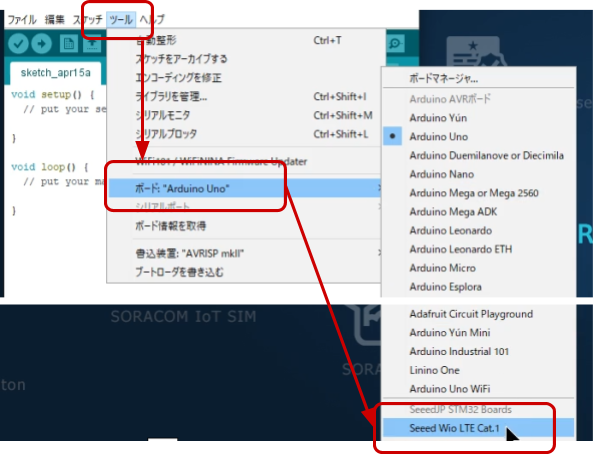 ファイル 編集 スケッチ ツール ヘルプ
sketch_apr15a
void setup() {
// put your se
}
void loop() {
// put your ma
}
自動整形 Ctrl+T
スケッチをアーカイブする
エンコーディングを修正
ライブラリを管理... Ctrl+Shift+I
シリアルモニタ Ctrl+Shift+M
シリアルプロッタ Ctrl+Shift+L
WiFi101 / WiFiNINA Firmware Updater
ボード: "Arduino Uno"
シリアルポート
ボード情報を取得
書込装置: "AVRISP mkII"
ブートローダを書き込む
ボードマネージャ...
Arduino AVRボード
Arduino Yún
Arduino Uno
Arduino Duemilanove or Diecimila
Arduino Nano
Arduino Mega or Mega 2560
Arduino Mega ADK
Arduino Leonardo
Arduino Leonardo ETH
Arduino Micro
Arduino Esplora
Adafruit Circuit Playground
Arduino Yún Mini
Arduino Industrial 101
Linino One
Arduino Uno WiFi
SeeedJP STM32 Boards
Seeed Wio LTE Cat.1
se
R
SORACOM IoT SIM
SORA
ton